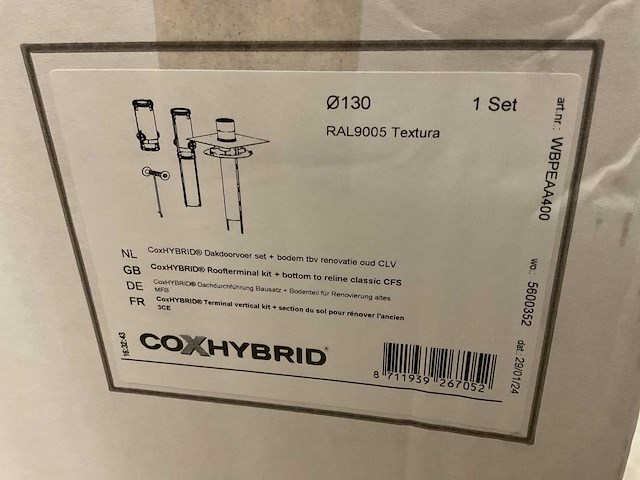 Ø130 1 Set
RAL9005 Textura
art.nr.: WBPEAA400
NL CoxHYBRID® Dakdoorvoer set + bodem tbv renovatie oud CLV
GB CoxHYBRID® Roofterminal kit + bottom to reline classic CFS
DE CoxHYBRID® Dachdurchführung Bausatz + Bodenteil für Renovierung altes
MFB
FR CoxHYBRID® Terminal vertical kit + section du sol pour rénover l'ancien
3CE
wo.: 5600352
dat.: 29/01/24
16:32:43
COXHYBRID®
8 711939 267052